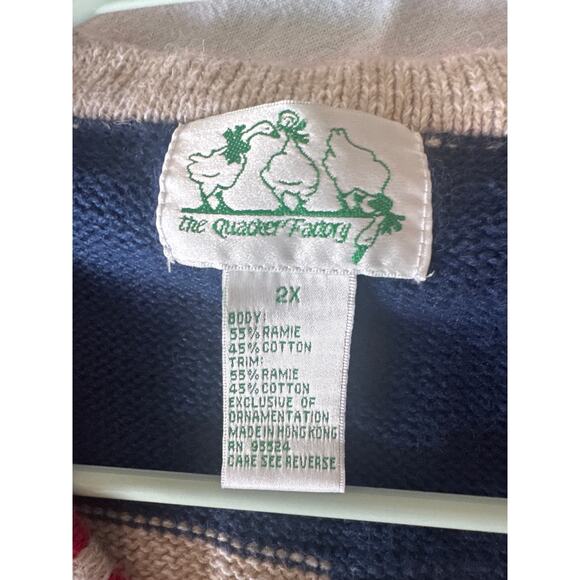 the Quacker Factory
2X
BODY:
55% RAMIE
45% COTTON
TRIM:
55% RAMIE
45% COTTON
EXCLUSIVE OF
ORNAMENTATION
MADE IN HONG KONG
RN 95524
CARE SEE REVERSE